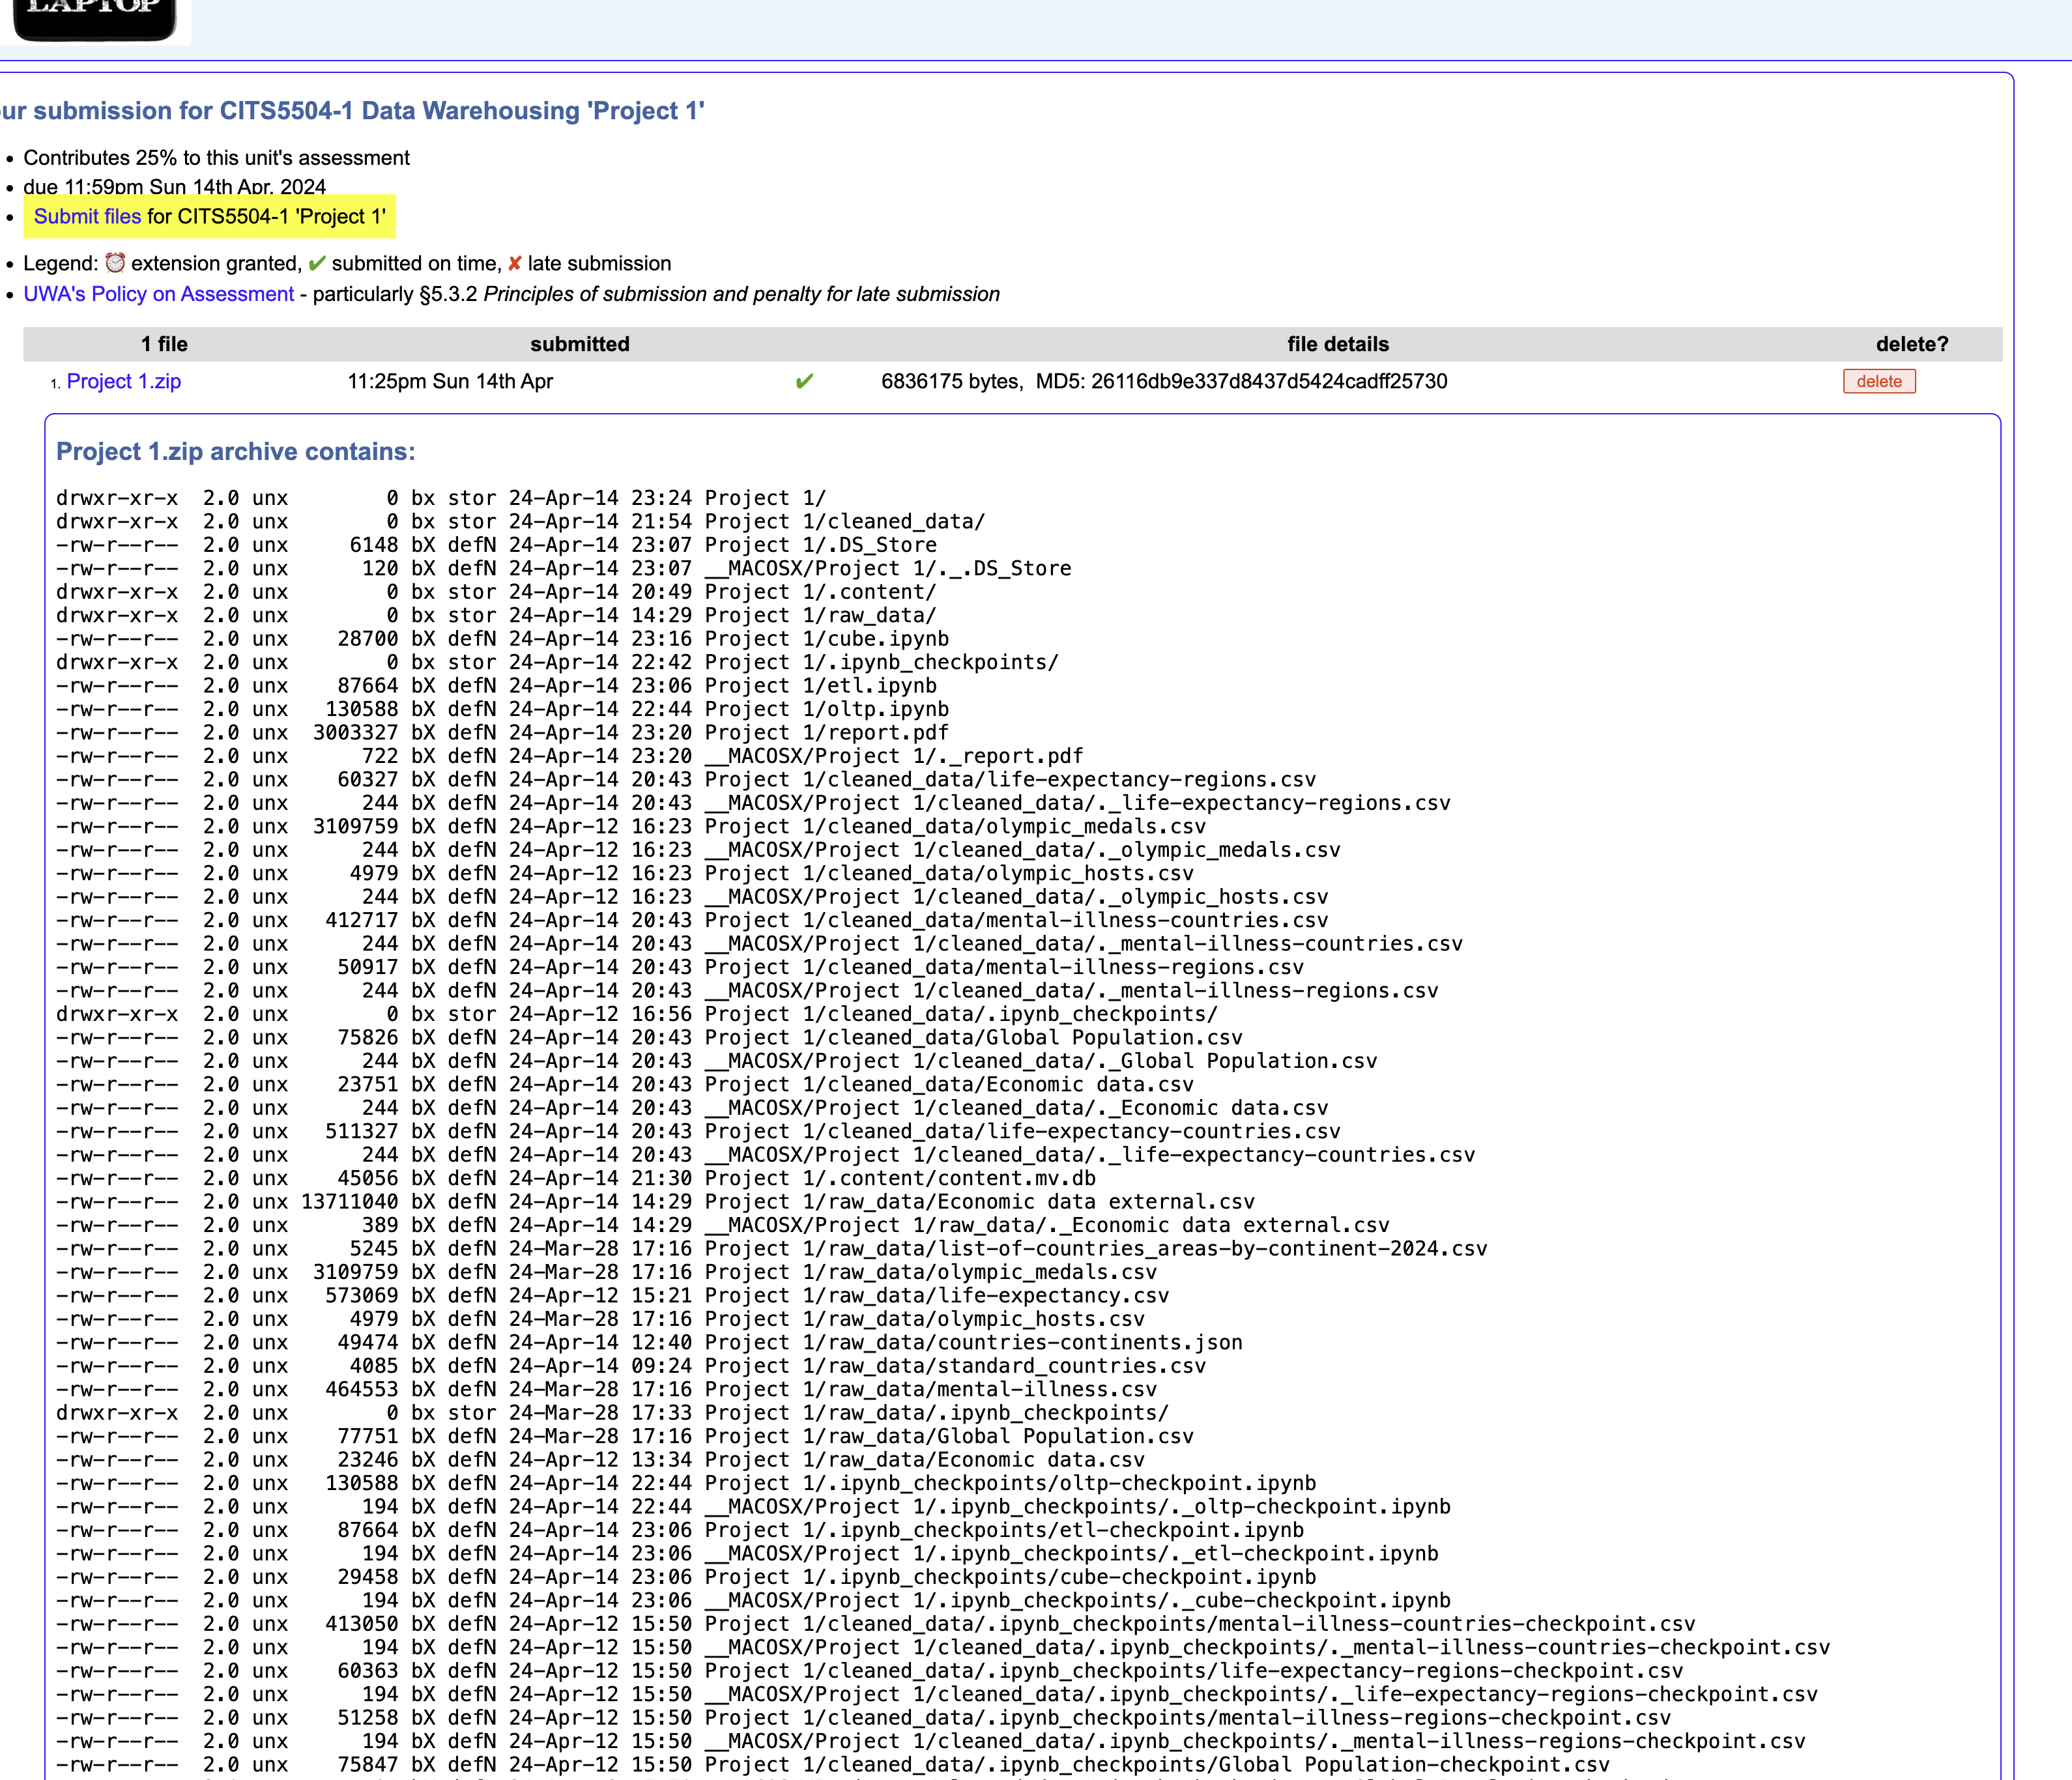 LAPTOP
ur submission for CITS5504-1 Data Warehousing 'Project 1'
• Contributes 25% to this unit's assessment
• due 11:59pm Sun 14th Apr, 2024
• Submit files for CITS5504-1 'Project 1'
• Legend: ⏰ extension granted, ✔ submitted on time, ✘ late submission
• UWA's Policy on Assessment - particularly §5.3.2 Principles of submission and penalty for late submission
1 file submitted file details delete?
1. Project 1.zip 11:25pm Sun 14th Apr ✔ 6836175 bytes, MD5: 26116db9e337d8437d5424cadff25730 delete
Project 1.zip archive contains:
drwxr-xr-x  2.0 unx        0 bx stor 24-Apr-14 23:24 Project 1/
drwxr-xr-x  2.0 unx        0 bx stor 24-Apr-14 21:54 Project 1/cleaned_data/
-rw-r--r--  2.0 unx     6148 bX defN 24-Apr-14 23:07 Project 1/.DS_Store
-rw-r--r--  2.0 unx      120 bX defN 24-Apr-14 23:07 __MACOSX/Project 1/._.DS_Store
drwxr-xr-x  2.0 unx        0 bx stor 24-Apr-14 20:49 Project 1/.content/
drwxr-xr-x  2.0 unx        0 bx stor 24-Apr-14 14:29 Project 1/raw_data/
-rw-r--r--  2.0 unx    28700 bX defN 24-Apr-14 23:16 Project 1/cube.ipynb
drwxr-xr-x  2.0 unx        0 bx stor 24-Apr-14 22:42 Project 1/.ipynb_checkpoints/
-rw-r--r--  2.0 unx    87664 bX defN 24-Apr-14 23:06 Project 1/etl.ipynb
-rw-r--r--  2.0 unx   130588 bX defN 24-Apr-14 22:44 Project 1/oltp.ipynb
-rw-r--r--  2.0 unx  3003327 bX defN 24-Apr-14 23:20 Project 1/report.pdf
-rw-r--r--  2.0 unx      722 bX defN 24-Apr-14 23:20 __MACOSX/Project 1/._report.pdf
-rw-r--r--  2.0 unx    60327 bX defN 24-Apr-14 20:43 Project 1/cleaned_data/life-expectancy-regions.csv
-rw-r--r--  2.0 unx      244 bX defN 24-Apr-14 20:43 __MACOSX/Project 1/cleaned_data/._life-expectancy-regions.csv
-rw-r--r--  2.0 unx  3109759 bX defN 24-Apr-12 16:23 Project 1/cleaned_data/olympic_medals.csv
-rw-r--r--  2.0 unx      244 bX defN 24-Apr-12 16:23 __MACOSX/Project 1/cleaned_data/._olympic_medals.csv
-rw-r--r--  2.0 unx     4979 bX defN 24-Apr-12 16:23 Project 1/cleaned_data/olympic_hosts.csv
-rw-r--r--  2.0 unx      244 bX defN 24-Apr-12 16:23 __MACOSX/Project 1/cleaned_data/._olympic_hosts.csv
-rw-r--r--  2.0 unx   412717 bX defN 24-Apr-14 20:43 Project 1/cleaned_data/mental-illness-countries.csv
-rw-r--r--  2.0 unx      244 bX defN 24-Apr-14 20:43 __MACOSX/Project 1/cleaned_data/._mental-illness-countries.csv
-rw-r--r--  2.0 unx    50917 bX defN 24-Apr-14 20:43 Project 1/cleaned_data/mental-illness-regions.csv
-rw-r--r--  2.0 unx      244 bX defN 24-Apr-14 20:43 __MACOSX/Project 1/cleaned_data/._mental-illness-regions.csv
drwxr-xr-x  2.0 unx        0 bx stor 24-Apr-12 16:56 Project 1/cleaned_data/.ipynb_checkpoints/
-rw-r--r--  2.0 unx    75826 bX defN 24-Apr-14 20:43 Project 1/cleaned_data/Global Population.csv
-rw-r--r--  2.0 unx      244 bX defN 24-Apr-14 20:43 __MACOSX/Project 1/cleaned_data/._Global Population.csv
-rw-r--r--  2.0 unx    23751 bX defN 24-Apr-14 20:43 Project 1/cleaned_data/Economic data.csv
-rw-r--r--  2.0 unx      244 bX defN 24-Apr-14 20:43 __MACOSX/Project 1/cleaned_data/._Economic data.csv
-rw-r--r--  2.0 unx   511327 bX defN 24-Apr-14 20:43 Project 1/cleaned_data/life-expectancy-countries.csv
-rw-r--r--  2.0 unx      244 bX defN 24-Apr-14 20:43 __MACOSX/Project 1/cleaned_data/._life-expectancy-countries.csv
-rw-r--r--  2.0 unx    45056 bX defN 24-Apr-14 21:30 Project 1/.content/content.mv.db
-rw-r--r--  2.0 unx 13711040 bX defN 24-Apr-14 14:29 Project 1/raw_data/Economic data external.csv
-rw-r--r--  2.0 unx      389 bX defN 24-Apr-14 14:29 __MACOSX/Project 1/raw_data/._Economic data external.csv
-rw-r--r--  2.0 unx     5245 bX defN 24-Mar-28 17:16 Project 1/raw_data/list-of-countries_areas-by-continent-2024.csv
-rw-r--r--  2.0 unx  3109759 bX defN 24-Mar-28 17:16 Project 1/raw_data/olympic_medals.csv
-rw-r--r--  2.0 unx   573069 bX defN 24-Apr-12 15:21 Project 1/raw_data/life-expectancy.csv
-rw-r--r--  2.0 unx     4979 bX defN 24-Mar-28 17:16 Project 1/raw_data/olympic_hosts.csv
-rw-r--r--  2.0 unx    49474 bX defN 24-Apr-14 12:40 Project 1/raw_data/countries-continents.json
-rw-r--r--  2.0 unx     4085 bX defN 24-Apr-14 09:24 Project 1/raw_data/standard_countries.csv
-rw-r--r--  2.0 unx   464553 bX defN 24-Mar-28 17:16 Project 1/raw_data/mental-illness.csv
drwxr-xr-x  2.0 unx        0 bx stor 24-Mar-28 17:33 Project 1/raw_data/.ipynb_checkpoints/
-rw-r--r--  2.0 unx    77751 bX defN 24-Mar-28 17:16 Project 1/raw_data/Global Population.csv
-rw-r--r--  2.0 unx    23246 bX defN 24-Apr-12 13:34 Project 1/raw_data/Economic data.csv
-rw-r--r--  2.0 unx   130588 bX defN 24-Apr-14 22:44 Project 1/.ipynb_checkpoints/oltp-checkpoint.ipynb
-rw-r--r--  2.0 unx      194 bX defN 24-Apr-14 22:44 __MACOSX/Project 1/.ipynb_checkpoints/._oltp-checkpoint.ipynb
-rw-r--r--  2.0 unx    87664 bX defN 24-Apr-14 23:06 Project 1/.ipynb_checkpoints/etl-checkpoint.ipynb
-rw-r--r--  2.0 unx      194 bX defN 24-Apr-14 23:06 __MACOSX/Project 1/.ipynb_checkpoints/._etl-checkpoint.ipynb
-rw-r--r--  2.0 unx    29458 bX defN 24-Apr-14 23:06 Project 1/.ipynb_checkpoints/cube-checkpoint.ipynb
-rw-r--r--  2.0 unx      194 bX defN 24-Apr-14 23:06 __MACOSX/Project 1/.ipynb_checkpoints/._cube-checkpoint.ipynb
-rw-r--r--  2.0 unx   413050 bX defN 24-Apr-12 15:50 Project 1/cleaned_data/.ipynb_checkpoints/mental-illness-countries-checkpoint.csv
-rw-r--r--  2.0 unx      194 bX defN 24-Apr-12 15:50 __MACOSX/Project 1/cleaned_data/.ipynb_checkpoints/._mental-illness-countries-checkpoint.csv
-rw-r--r--  2.0 unx    60363 bX defN 24-Apr-12 15:50 Project 1/cleaned_data/.ipynb_checkpoints/life-expectancy-regions-checkpoint.csv
-rw-r--r--  2.0 unx      194 bX defN 24-Apr-12 15:50 __MACOSX/Project 1/cleaned_data/.ipynb_checkpoints/._life-expectancy-regions-checkpoint.csv
-rw-r--r--  2.0 unx    51258 bX defN 24-Apr-12 15:50 Project 1/cleaned_data/.ipynb_checkpoints/mental-illness-regions-checkpoint.csv
-rw-r--r--  2.0 unx      194 bX defN 24-Apr-12 15:50 __MACOSX/Project 1/cleaned_data/.ipynb_checkpoints/._mental-illness-regions-checkpoint.csv
-rw-r--r--  2.0 unx    75847 bX defN 24-Apr-12 15:50 Project 1/cleaned_data/.ipynb_checkpoints/Global Population-checkpoint.csv